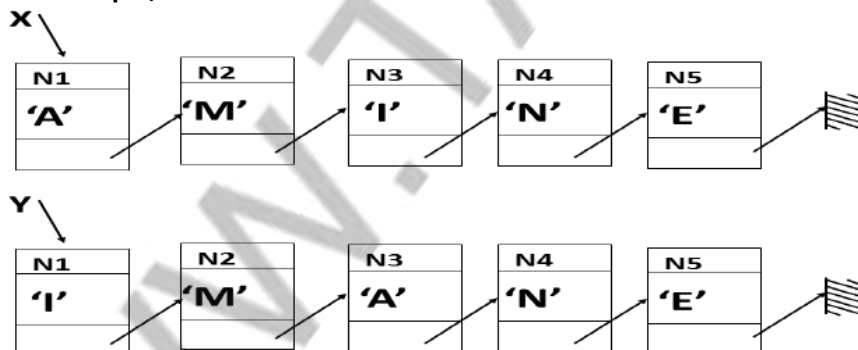 X
N1 N2 N3 N4 N5
‘A’ ‘M’ ‘I’ ‘N’ ‘E’
Y
N1 N2 N3 N4 N5
‘I’ ‘M’ ‘A’ ‘N’ ‘E’